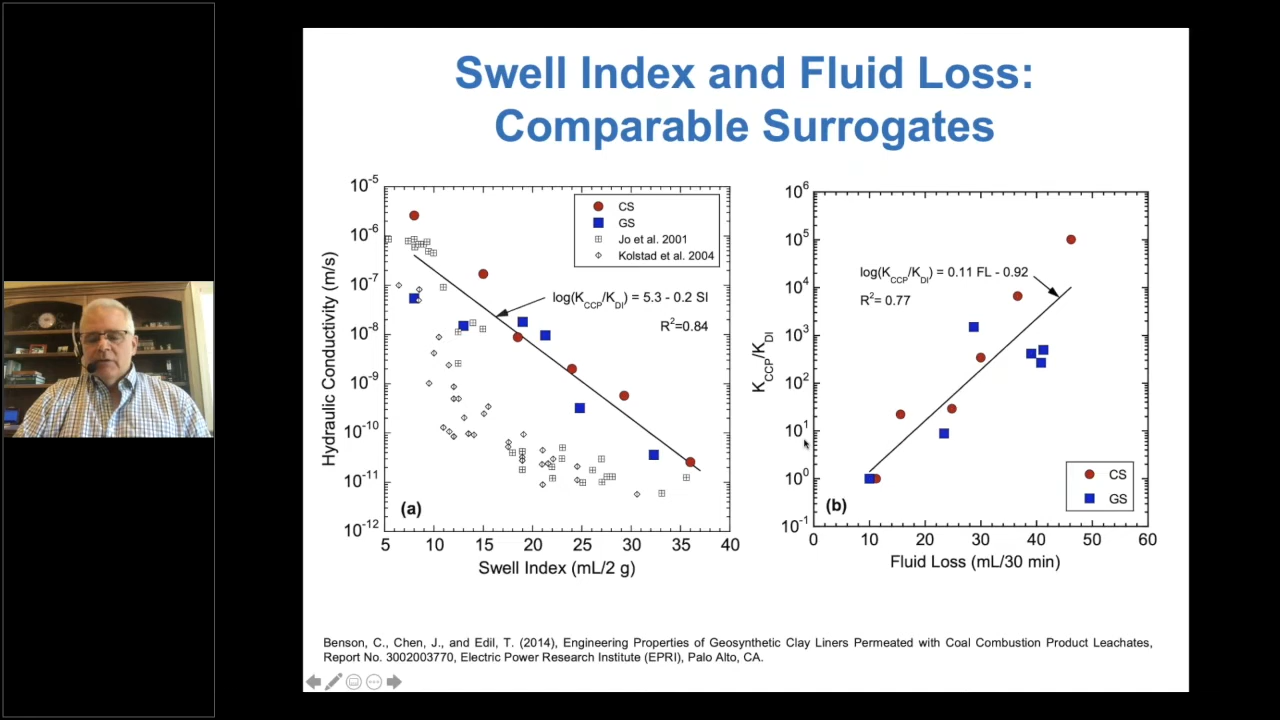 Swell Index and Fluid Loss:
Comparable Surrogates
10-5
10-6
10-7
10-8
10-9
10-10
10-11
10-12
Hydraulic Conductivity (m/s)
CS
GS
Jo et al. 2001
Kolstad et al. 2004
log(KCCP/KDI) = 5.3 - 0.2 SI
R2=0.84
(a)
5 10 15 20 25 30 35 40
Swell Index (mL/2 g)
106
105
104
103
102
101
100
10-1
KCCP/KDI
log(KCCP/KDI) = 0.11 FL - 0.92
R2= 0.77
CS
GS
(b)
0 10 20 30 40 50 60
Fluid Loss (mL/30 min)
Benson, C., Chen, J., and Edil, T. (2014), Engineering Properties of Geosynthetic Clay Liners Permeated with Coal Combustion Product Leachates,
Report No. 3002003770, Electric Power Research Institute (EPRI), Palo Alto, CA.